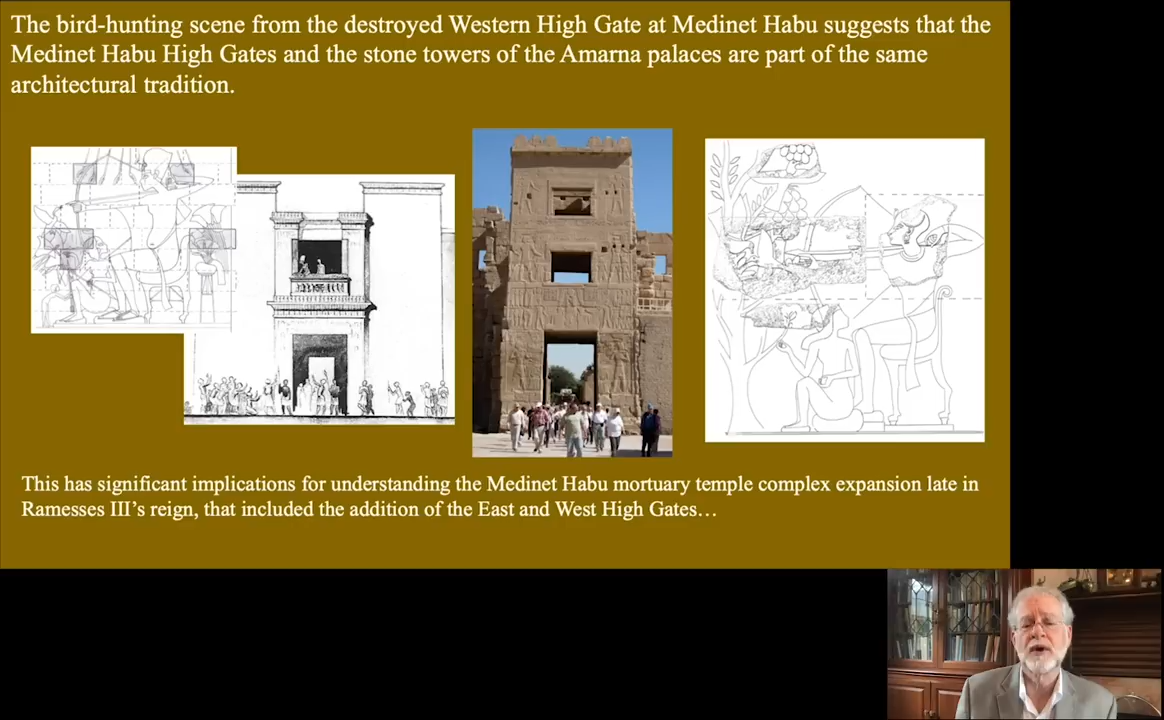 The bird-hunting scene from the destroyed Western High Gate at Medinet Habu suggests that the
Medinet Habu High Gates and the stone towers of the Amarna palaces are part of the same
architectural tradition.
This has significant implications for understanding the Medinet Habu mortuary temple complex expansion late in
Ramesses III’s reign, that included the addition of the East and West High Gates…